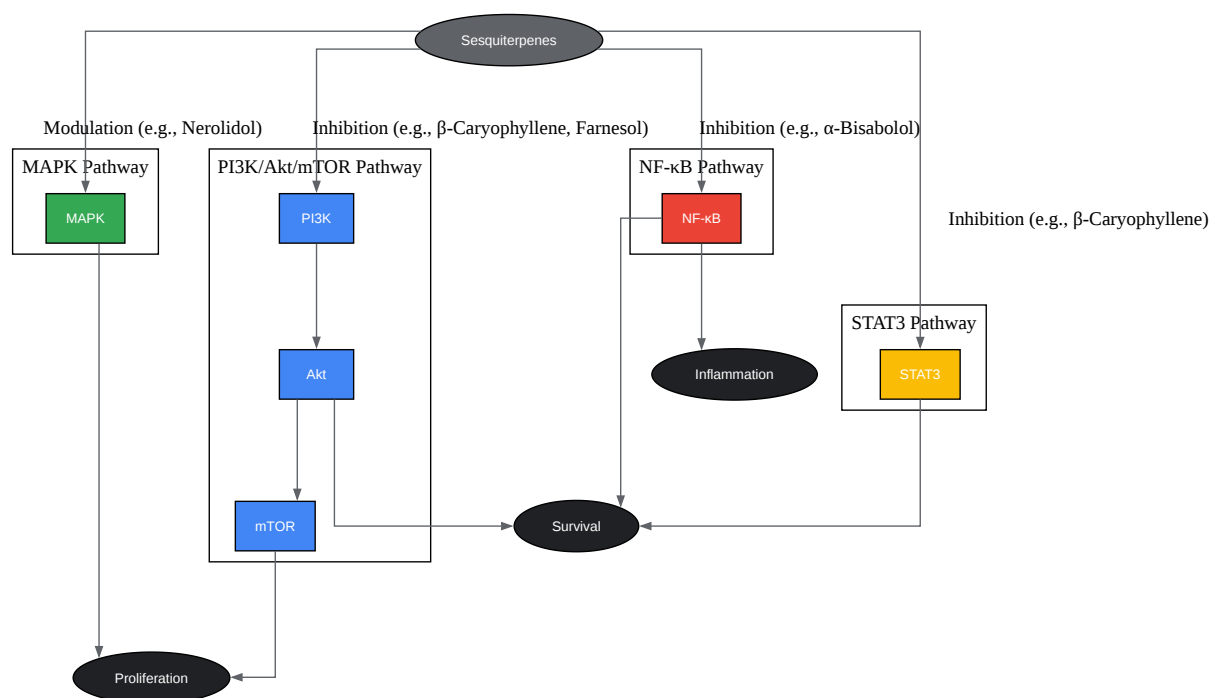 Sesquiterpenes
Modulation (e.g., Nerolidol)
Inhibition (e.g., β-Caryophyllene, Farnesol)
Inhibition (e.g., α-Bisabolol)
MAPK Pathway
PI3K/Akt/mTOR Pathway
NF-κB Pathway
MAPK
PI3K
NF-κB
Inhibition (e.g., β-Caryophyllene)
STAT3 Pathway
Akt
Inflammation
STAT3
mTOR
Survival
Proliferation